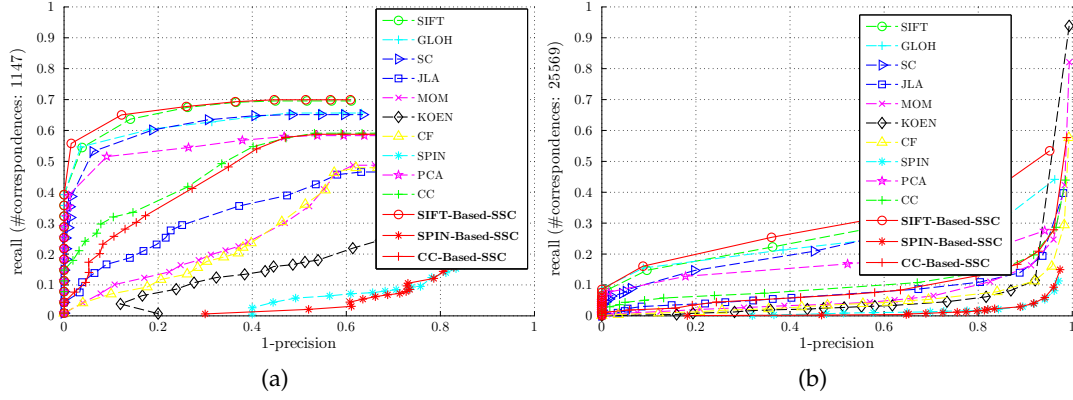 1
0.9
0.8
0.7
0.6
0.5
0.4
0.3
0.2
0.1
0
recall (#correspondences: 1147)
0
0.2
0.4
0.6
0.8
1
1-precision
SIFT
GLOH
SC
JLA
MOM
KOEN
CF
SPIN
PCA
CC
SIFT-Based-SSC
SPIN-Based-SSC
CC-Based-SSC
(a)
1
0.9
0.8
0.7
0.6
0.5
0.4
0.3
0.2
0.1
0
recall (#correspondences: 25569)
0
0.2
0.4
0.6
0.8
1
1-precision
SIFT
GLOH
SC
JLA
MOM
KOEN
CF
SPIN
PCA
CC
SIFT-Based-SSC
SPIN-Based-SSC
CC-Based-SSC
(b)